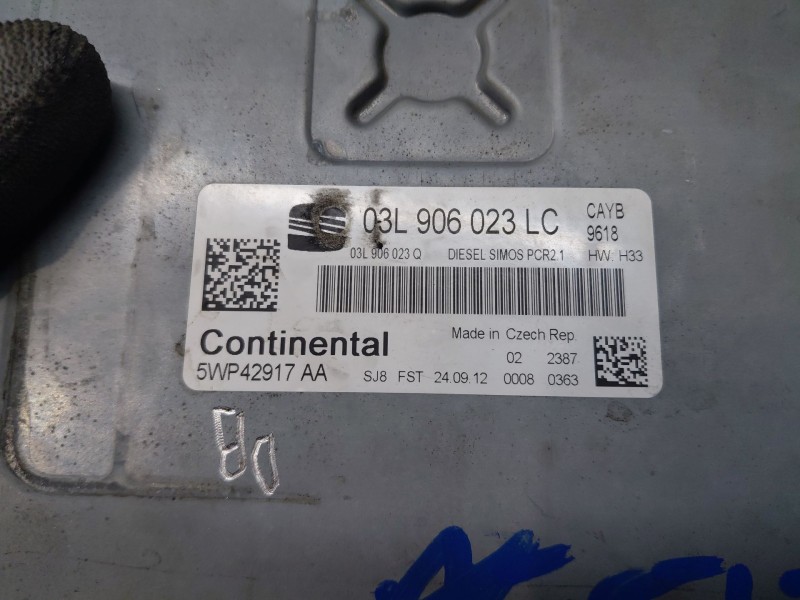 03L 906 023 LC CAYB
9618
03L 906 023 Q DIESEL SIMOS PCR2.1 HW: H33
Continental Made in Czech Rep.
02 2387
5WP42917 AA SJ8 FST 24.09.12 0008 0363